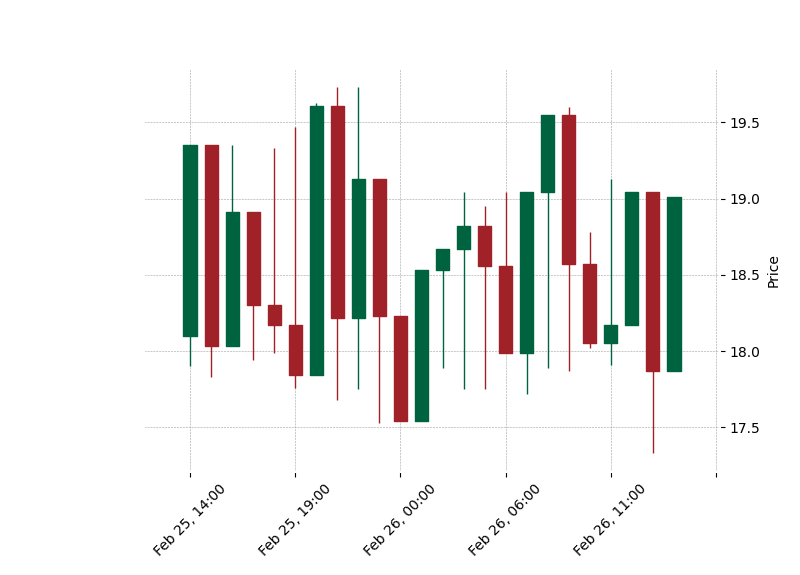 19.5
19.0
18.5
18.0
17.5
Price
Feb 25, 14:00
Feb 25, 19:00
Feb 26, 00:00
Feb 26, 06:00
Feb 26, 11:00